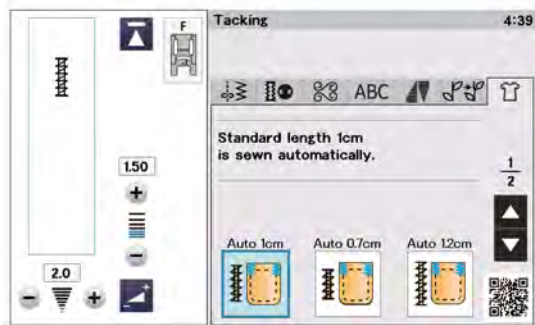 F
Tacking
4:39
ABC
Standard length 1cm
is sewn automatically.
1
2
1.50
2.0
Auto 1cm
Auto 0.7cm
Auto 1.2cm